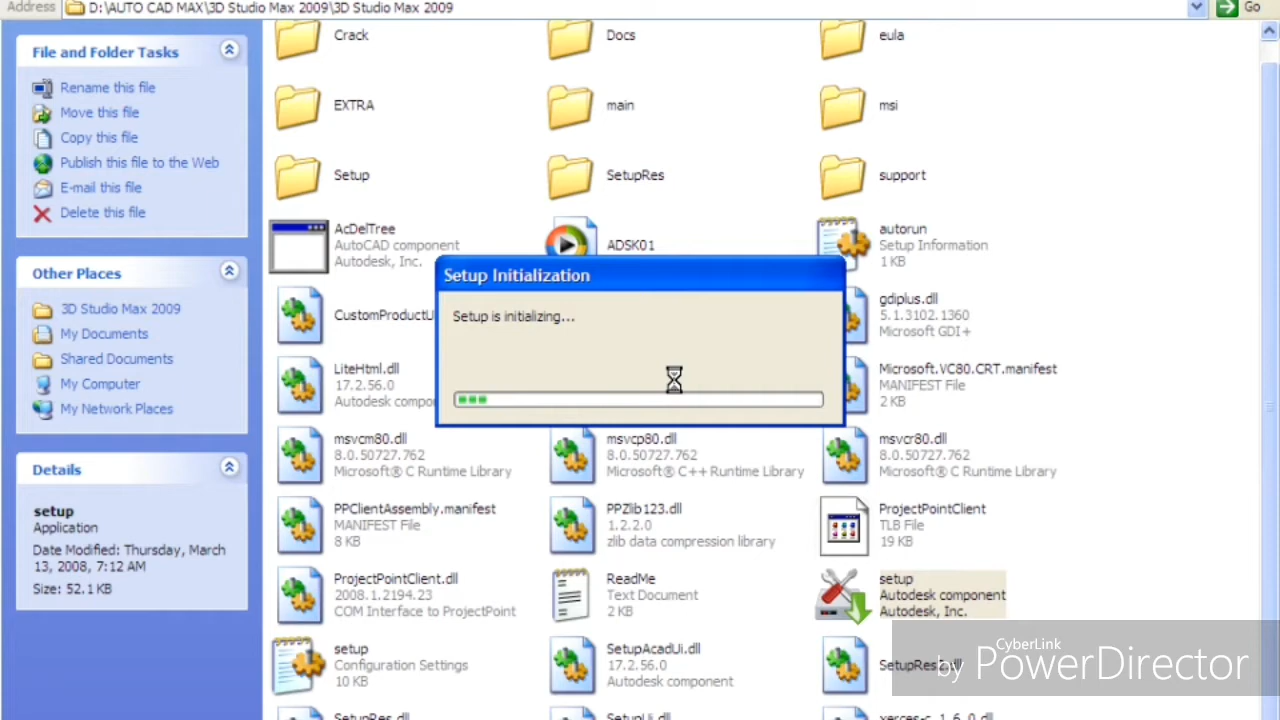 Address D:\AUTO CAD MAX\3D Studio Max 2009\3D Studio Max 2009 Go
File and Folder Tasks
Rename this file
Move this file
Copy this file
Publish this file to the Web
E-mail this file
Delete this file
Other Places
3D Studio Max 2009
My Documents
Shared Documents
My Computer
My Network Places
Details
setup
Application
Date Modified: Thursday, March
13, 2008, 7:12 AM
Size: 52.1 KB
Crack
Docs
eula
EXTRA
main
msi
Setup
SetupRes
support
AcDelTree
AutoCAD component
Autodesk, Inc.
ADSK01
autorun
Setup Information
1 KB
Setup Initialization
Setup is initializing...
gdiplus.dll
5.1.3102.1360
Microsoft GDI+
LiteHtml.dll
17.2.56.0
Microsoft.VC80.CRT.manifest
MANIFEST File
2 KB
msvcm80.dll
8.0.50727.762
Microsoft® C Runtime Library
msvcp80.dll
8.0.50727.762
Microsoft® C++ Runtime Library
msvcr80.dll
8.0.50727.762
Microsoft® C Runtime Library
PPClientAssembly.manifest
MANIFEST File
8 KB
PPZlib123.dll
1.2.2.0
zlib data compression library
ProjectPointClient
TLB File
19 KB
ProjectPointClient.dll
2008.1.2194.23
COM Interface to ProjectPoint
ReadMe
Text Document
2 KB
setup
Autodesk component
Autodesk, Inc.
setup
Configuration Settings
10 KB
SetupAcadUi.dll
17.2.56.0
Autodesk component
CyberLink
by PowerDirector
SetupRes.dll
SetupUi.dll
xerces-c_1_6_0.dll